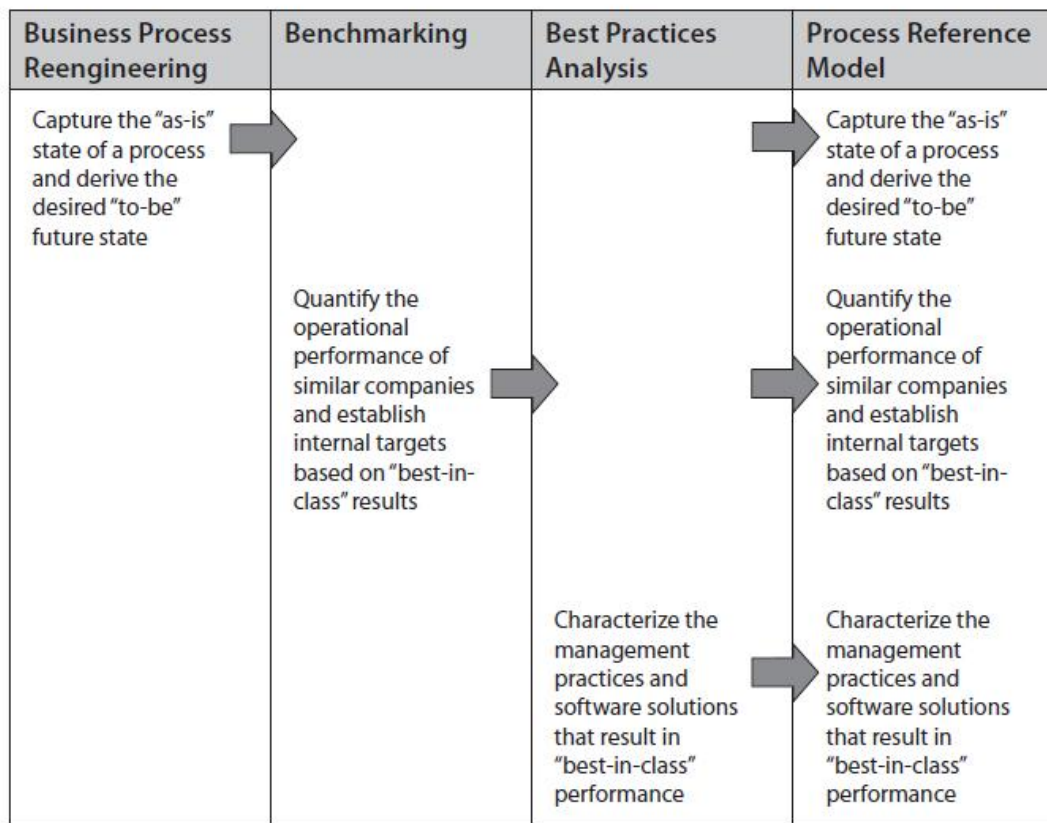 Business Process
Reengineering
Benchmarking
Best Practices
Analysis
Process Reference
Model
Capture the “as-is”
state of a process
and derive the
desired “to-be”
future state
Capture the “as-is”
state of a process
and derive the
desired “to-be”
future state
Quantify the
operational
performance of
similar companies
and establish
internal targets
based on “best-in-
class” results
Quantify the
operational
performance of
similar companies
and establish
internal targets
based on “best-in-
class” results
Characterize the
management
practices and
software solutions
that result in
“best-in-class”
performance
Characterize the
management
practices and
software solutions
that result in
“best-in-class”
performance